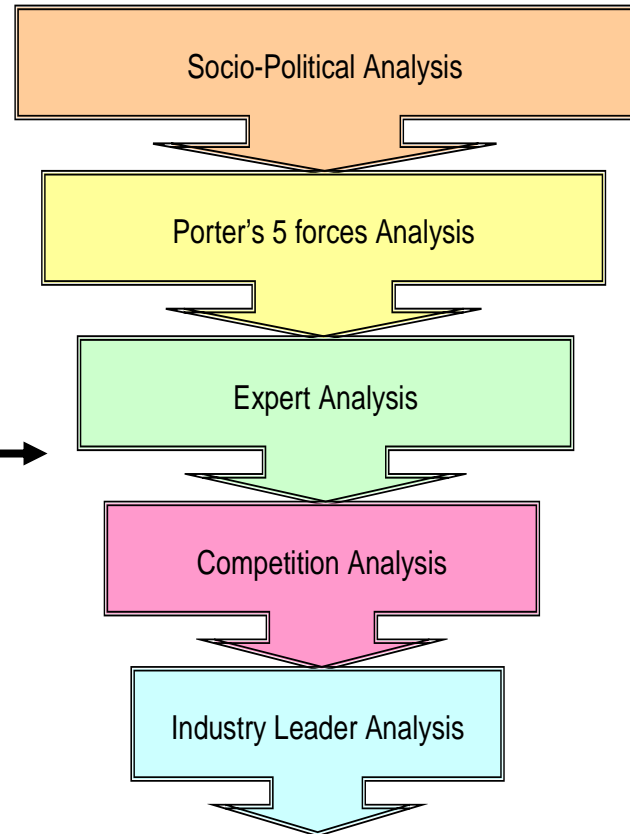 Socio-Political Analysis
Porter’s 5 forces Analysis
Expert Analysis
Competition Analysis
Industry Leader Analysis